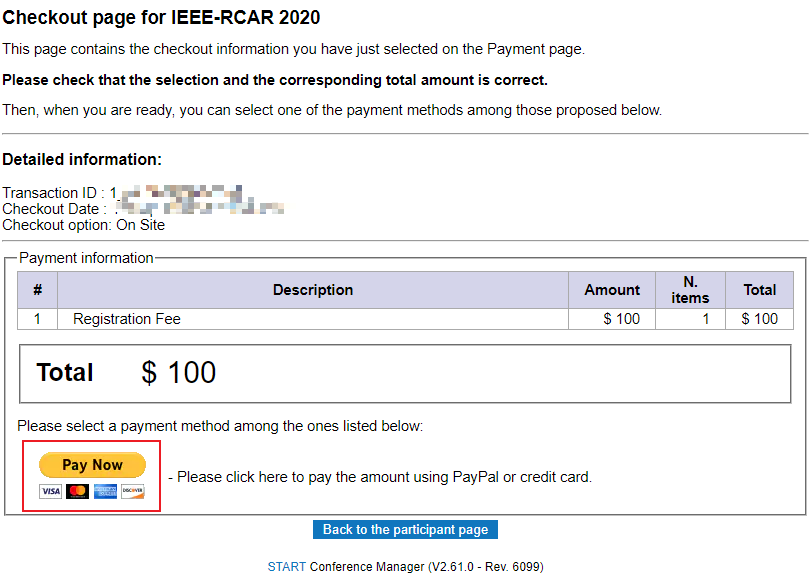 Checkout page for IEEE-RCAR 2020
This page contains the checkout information you have just selected on the Payment page.
Please check that the selection and the corresponding total amount is correct.
Then, when you are ready, you can select one of the payment methods among those proposed below.
Detailed information:
Transaction ID : 1
Checkout Date :
Checkout option: On Site
Payment information
# Description Amount N. items Total
1 Registration Fee $ 100 1 $ 100
Total $ 100
Please select a payment method among the ones listed below:
Pay Now
VISA MasterCard AMERICAN EXPRESS DISCOVER
- Please click here to pay the amount using PayPal or credit card.
Back to the participant page
START Conference Manager (V2.61.0 - Rev. 6099)